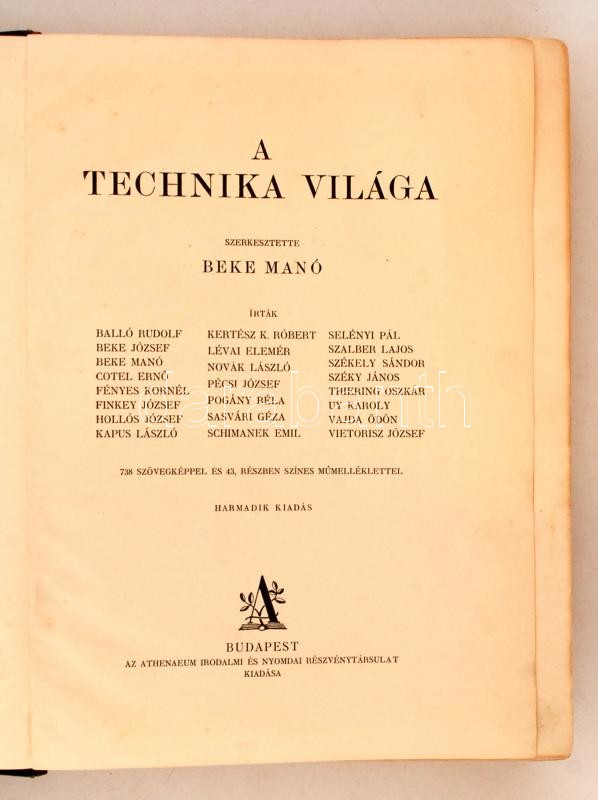 A
TECHNIKA VILÁGA
SZERKESZTETTE
BEKE MANÓ
ÍRTÁK
BALLÓ RUDOLF
BEKE JÓZSEF
BEKE MANÓ
COTEL ERNŐ
FÉNYES KORNÉL
FINKEY JÓZSEF
HOLLÓS JÓZSEF
KAPUS LÁSZLÓ
KERTÉSZ K. RÓBERT
LÉVAI ELEMÉR
NOVÁK LÁSZLÓ
PÉCSI JÓZSEF
POGÁNY BÉLA
SASVÁRI GÉZA
SCHIMANEK EMIL
SELÉNYI PÁL
SZALBER LAJOS
SZÉKELY SÁNDOR
SZÉKY JÁNOS
THIERING OSZKÁR
UY KÁROLY
VAJDA ÖDÖN
VIETORISZ JÓZSEF
738 SZÖVEGKÉPPEL ÉS 43, RÉSZBEN SZÍNES MŰMELLÉKLETTEL
HARMADIK KIADÁS
A
BUDAPEST
AZ ATHENAEUM IRODALMI ÉS NYOMDAI RÉSZVÉNYTÁRSULAT
KIADÁSA